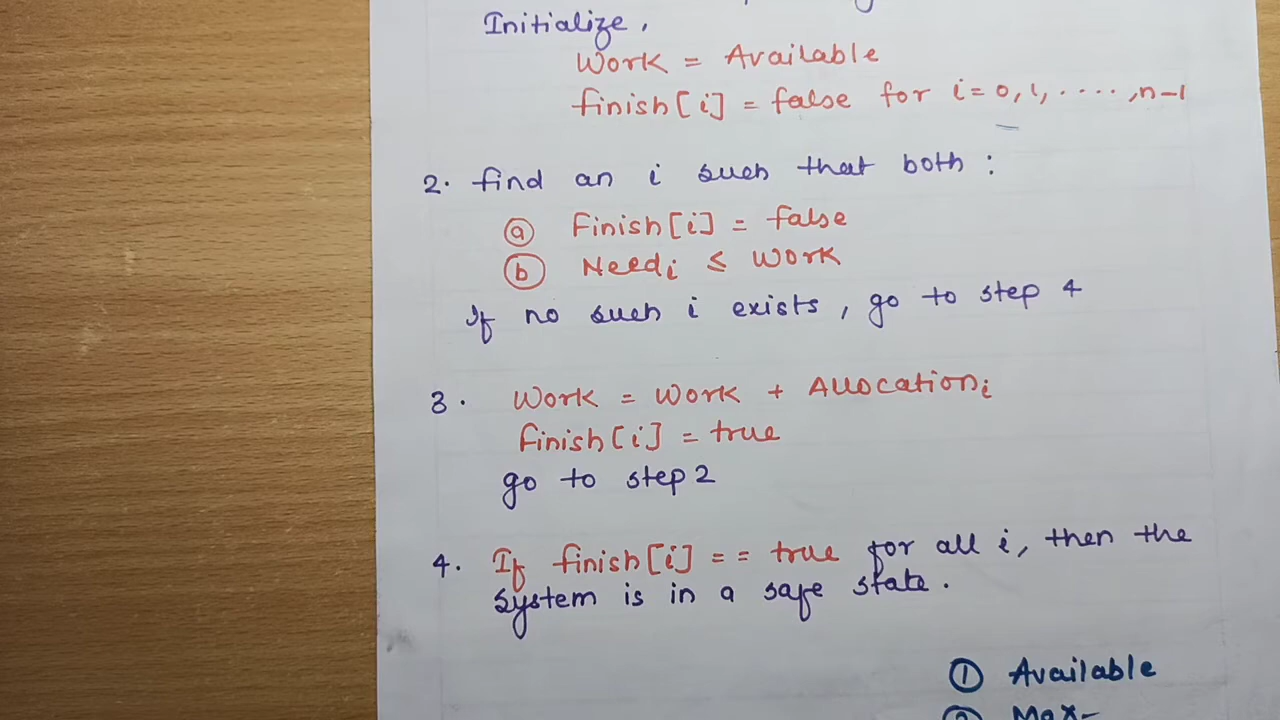 Initialize,
Work = Available
finish[i] = false for i = 0, 1, ...., n-1
2. find an i such that both :
ⓐ Finish[i] = false
ⓑ Needi ≤ Work
If no such i exists, go to step 4
3. Work = Work + Allocationi
finish[i] = true
go to step 2
4. If finish[i] == true for all i, then the
system is in a safe state.
① Available
② Max-